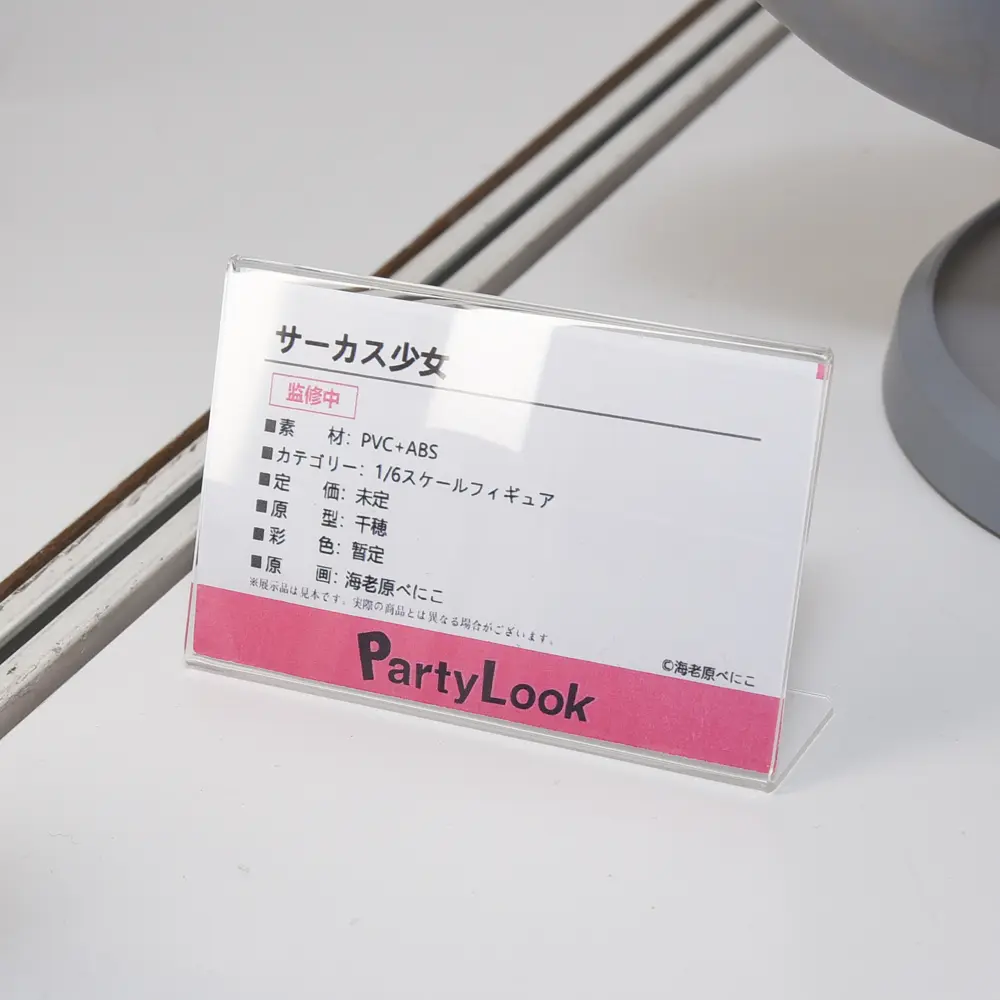 サーカス少女
監修中
■素　材: PVC+ABS
■カテゴリー: 1/6スケールフィギュア
■定　価: 未定
■原　型: 千穂
■彩　色: 暂定
■原　画: 海老原べにこ
※展示品は見本です。実際の商品とは異なる場合がございます。
©海老原べにこ
PartyLook